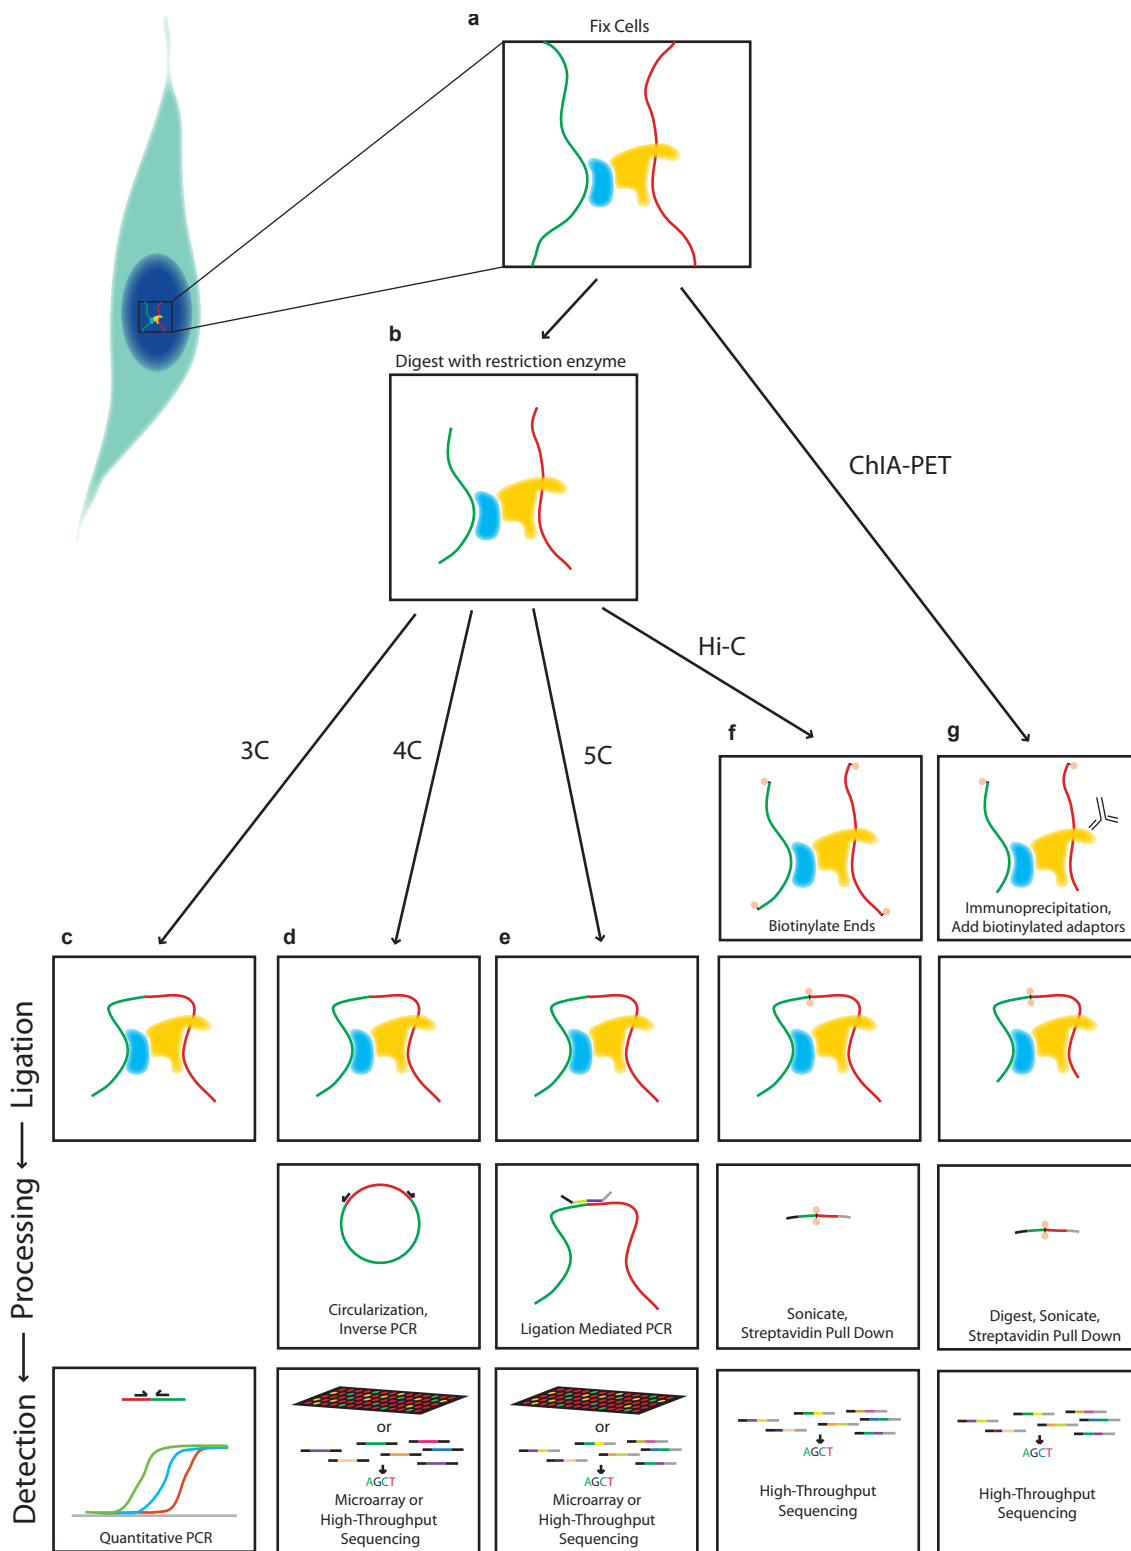 a
Fix Cells
b
Digest with restriction enzyme
ChIA-PET
Hi-C
3C
4C
5C
f
g
Biotinylate Ends
Immunoprecipitation,
Add biotinylated adaptors
c
d
e
Ligation
Processing
Circularization,
Inverse PCR
Ligation Mediated PCR
Sonicate,
Streptavidin Pull Down
Digest, Sonicate,
Streptavidin Pull Down
Detection
Quantitative PCR
or
AGCT
Microarray or
High-Throughput
Sequencing
or
AGCT
Microarray or
High-Throughput
Sequencing
AGCT
High-Throughput
Sequencing
AGCT
High-Throughput
Sequencing